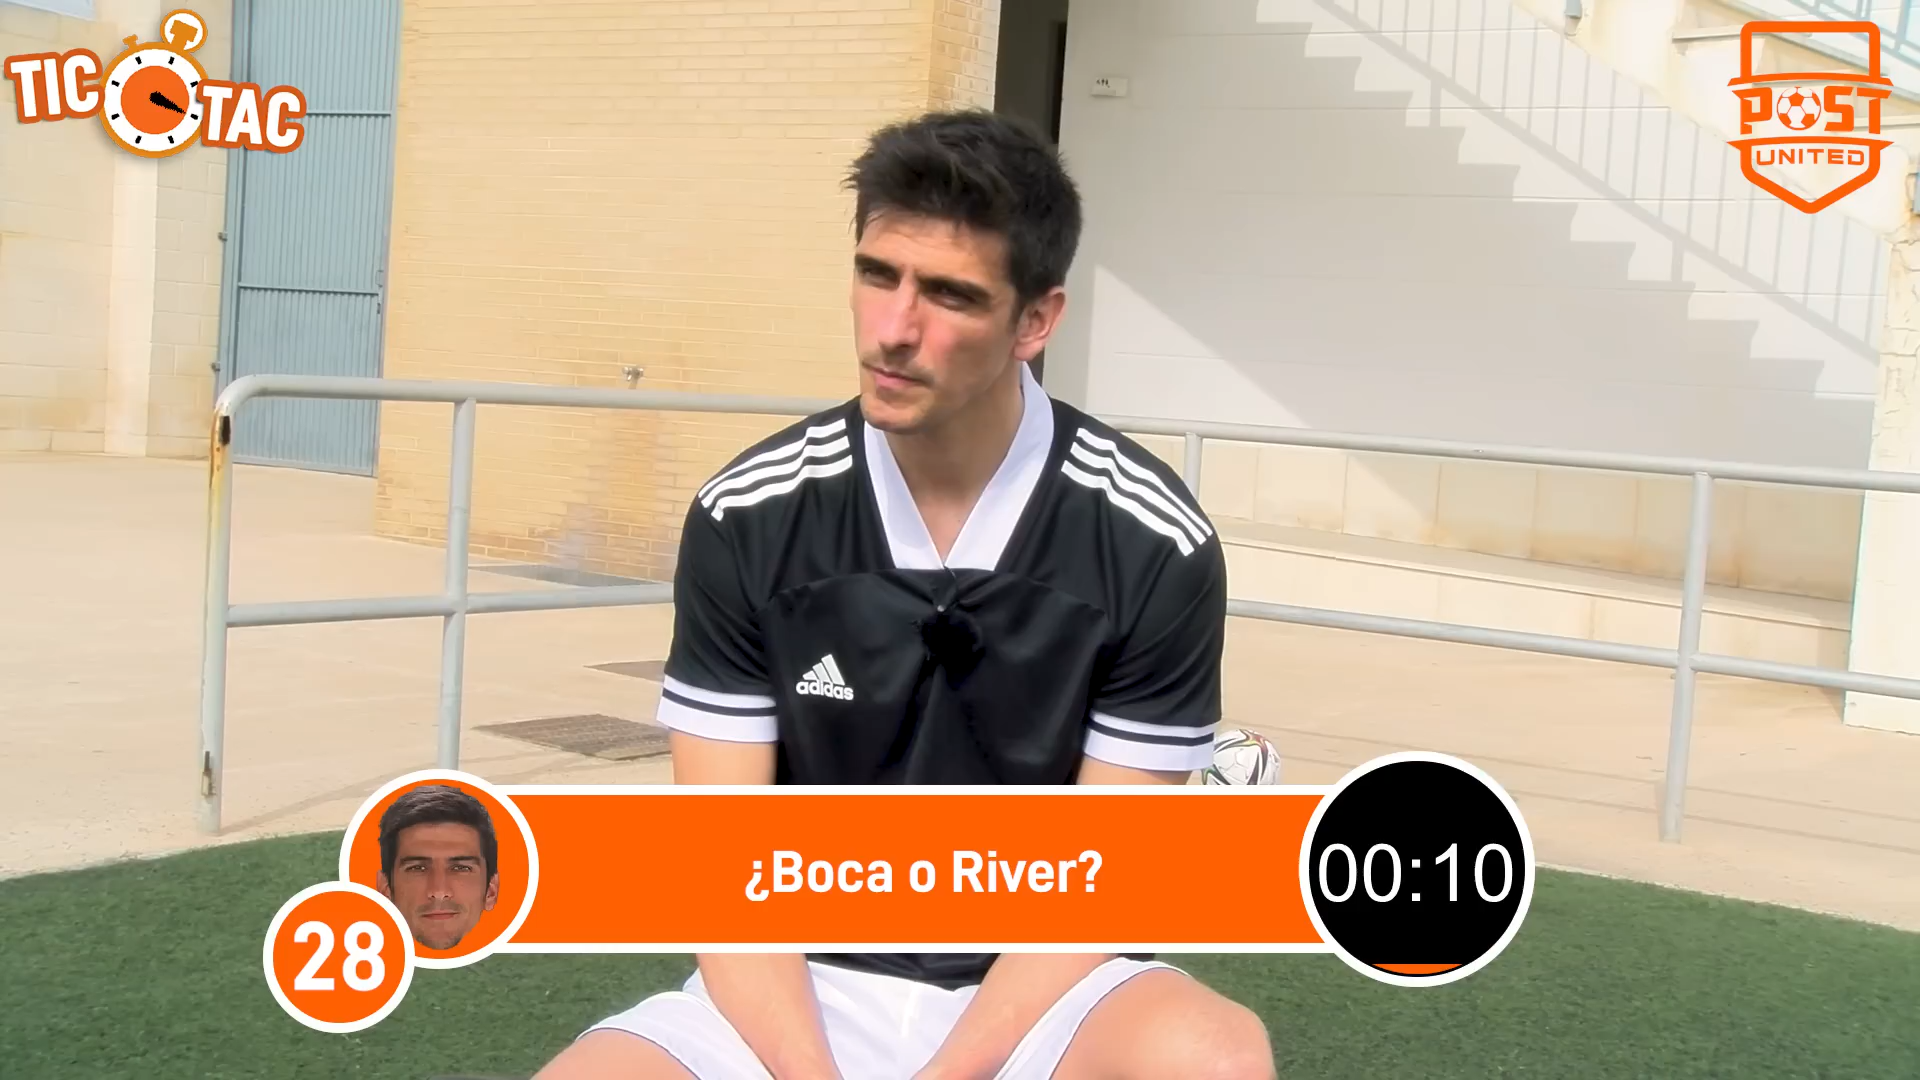 TIC TAC
POST
UNITED
adidas
¿Boca o River?
00:10
28